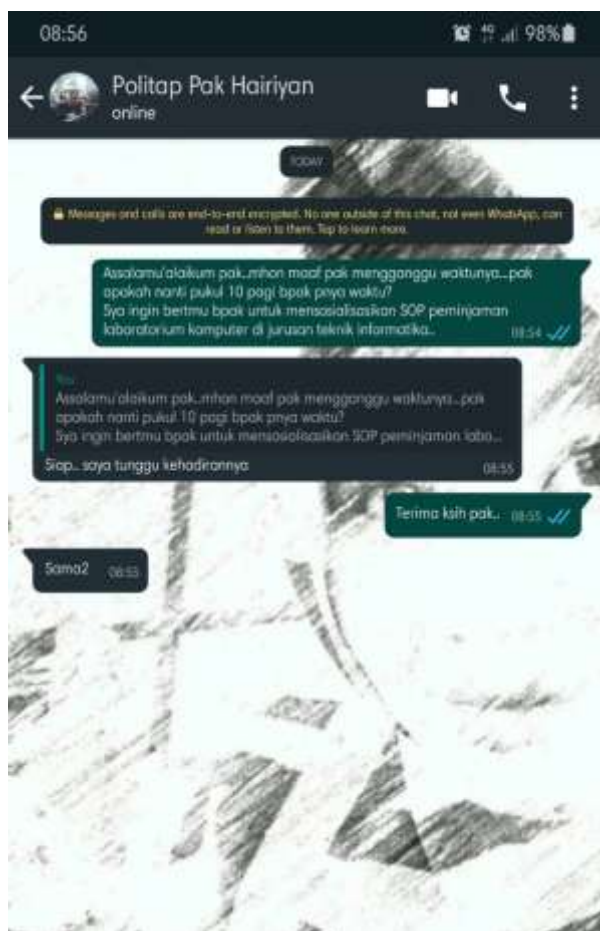 08:56
98%
Politap Pak Hairiyan
online
TODAY
Messages and calls are end-to-end encrypted. No one outside of this chat, not even WhatsApp, can
read or listen to them. Tap to learn more.
Assalamu'alaikum pak..mhon maaf pak mengganggu waktunya...pak
apakah nanti pukul 10 pagi bpak pnya waktu?
Sya ingin bertmu bpak untuk mensosialisasikan SOP peminjaman
laboratorium komputer di jurusan teknik informatika..
08:54
You
Assalamu'alaikum pak..mhon maaf pak mengganggu waktunya...pak
apakah nanti pukul 10 pagi bpak pnya waktu?
Sya ingin bertmu bpak untuk mensosialisasikan SOP peminjaman labo...
Siap.. saya tunggu kehadirannya
08:55
Terima ksih pak.. 08:55
Sama2 08:55